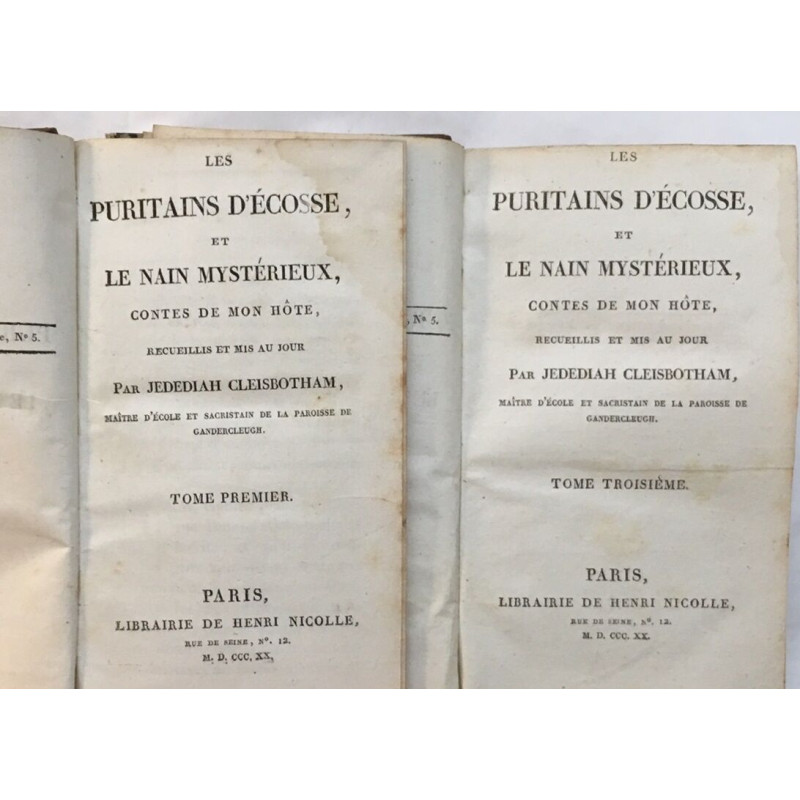 LES
PURITAINS D'ÉCOSSE,
ET
LE NAIN MYSTÉRIEUX,
CONTES DE MON HÔTE,
RECUEILLIS ET MIS AU JOUR
PAR JEDEDIAH CLEISBOTHAM,
MAÎTRE D'ÉCOLE ET SACRISTAIN DE LA PAROISSE DE
GANDERCLEUGH.
TOME PREMIER.
PARIS,
LIBRAIRIE DE HENRI NICOLLE,
RUE DE SEINE, Nº. 12.
M. D. CCC. XX,
e, Nº 5.
, Nº 5.
LES
PURITAINS D'ÉCOSSE,
ET
LE NAIN MYSTÉRIEUX,
CONTES DE MON HÔTE,
RECUEILLIS ET MIS AU JOUR
PAR JEDEDIAH CLEISBOTHAM,
MAÎTRE D'ÉCOLE ET SACRISTAIN DE LA PAROISSE DE
GANDERCLEUGH.
TOME TROISIÉME.
PARIS,
LIBRAIRIE DE HENRI NICOLLE,
RUE DE SEINE, Nº. 12.
M. D. CCC. XX.